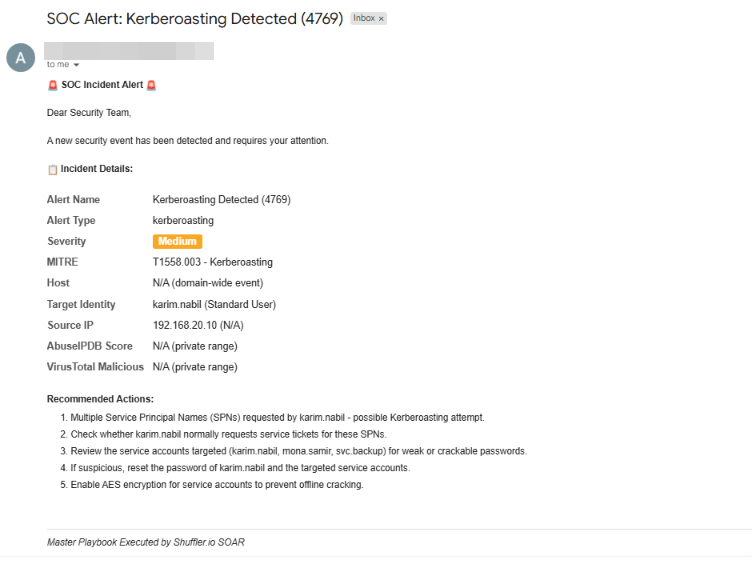 SOC Alert: Kerberoasting Detected (4769) Inbox ×
A
to me
SOC Incident Alert
Dear Security Team,
A new security event has been detected and requires your attention.
Incident Details:
Alert Name Kerberoasting Detected (4769)
Alert Type kerberoasting
Severity Medium
MITRE T1558.003 - Kerberoasting
Host N/A (domain-wide event)
Target Identity karim.nabil (Standard User)
Source IP 192.168.20.10 (N/A)
AbuseIPDB Score N/A (private range)
VirusTotal Malicious N/A (private range)
Recommended Actions:
1. Multiple Service Principal Names (SPNs) requested by karim.nabil - possible Kerberoasting attempt.
2. Check whether karim.nabil normally requests service tickets for these SPNs.
3. Review the service accounts targeted (karim.nabil, mona.samir, svc.backup) for weak or crackable passwords.
4. If suspicious, reset the password of karim.nabil and the targeted service accounts.
5. Enable AES encryption for service accounts to prevent offline cracking.
Master Playbook Executed by Shuffler.io SOAR